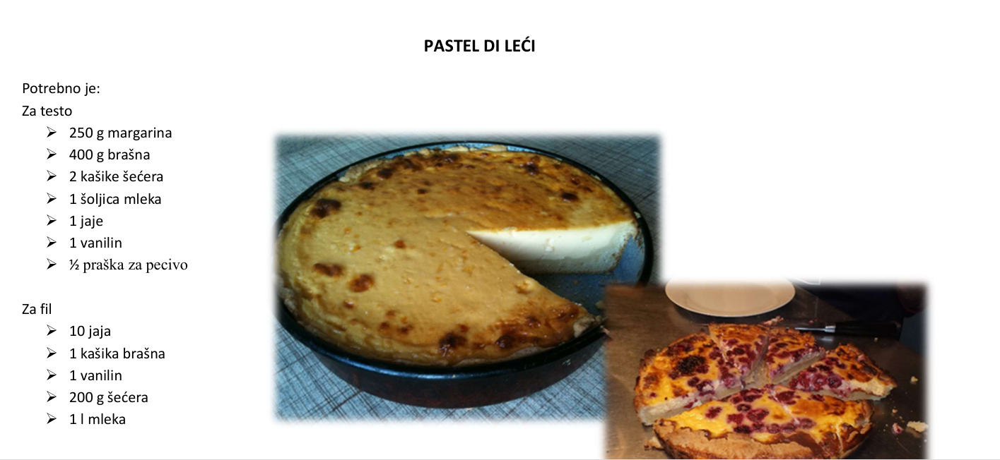 PASTEL DI LEĆI
Potrebno je:
Za testo
➢ 250 g margarina
➢ 400 g brašna
➢ 2 kašike šećera
➢ 1 šoljica mleka
➢ 1 jaje
➢ 1 vanilin
➢ ½ praška za pecivo
Za fil
➢ 10 jaja
➢ 1 kašika brašna
➢ 1 vanilin
➢ 200 g šećera
➢ 1 l mleka